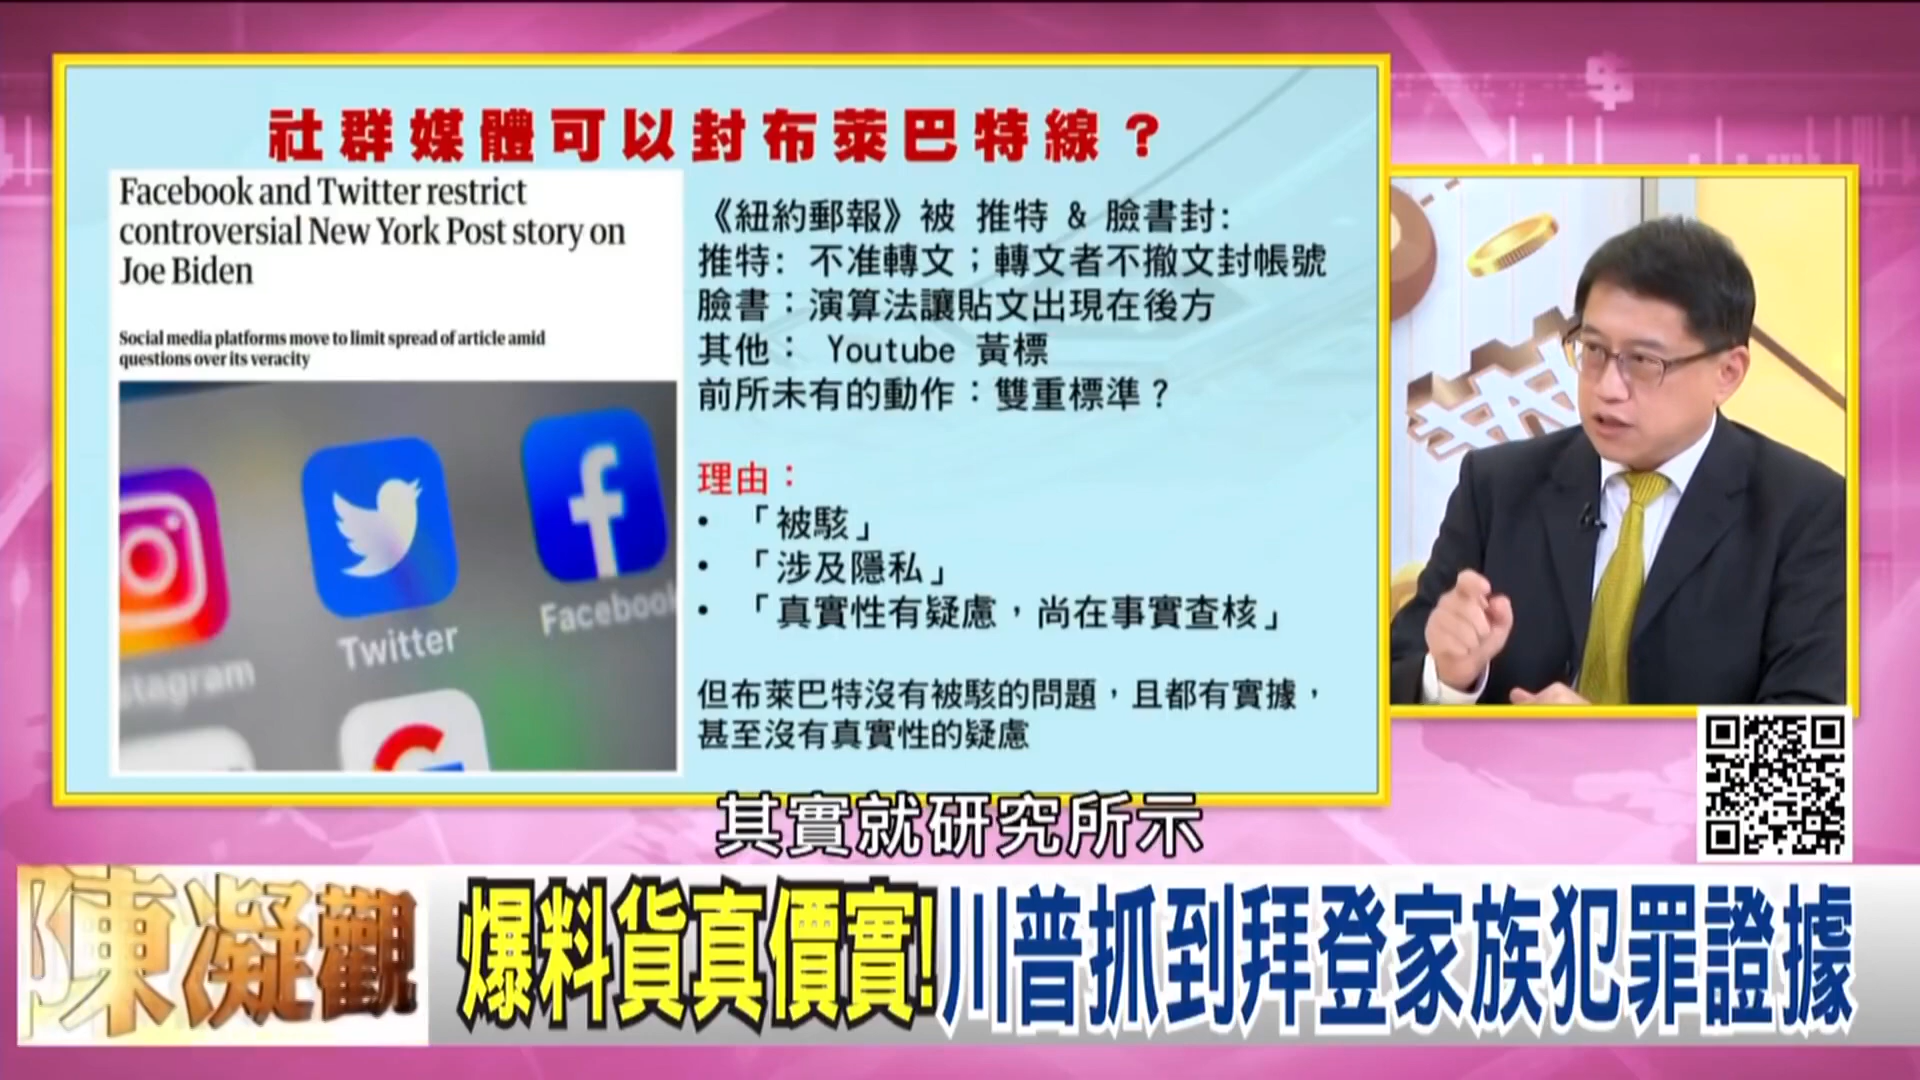 社群媒體可以封布萊巴特線？
Facebook and Twitter restrict
controversial New York Post story on
Joe Biden
Social media platforms move to limit spread of article amid
questions over its veracity
stagram
Twitter
Facebook
《紐約郵報》被 推特 & 臉書封:
推特: 不准轉文；轉文者不撤文封帳號
臉書：演算法讓貼文出現在後方
其他： Youtube 黃標
前所未有的動作：雙重標準？
理由：
• 「被駭」
• 「涉及隱私」
• 「真實性有疑慮，尚在事實查核」
但布萊巴特沒有被駭的問題，且都有實據，
甚至沒有真實性的疑慮
其實就研究所示
陳凝觀
爆料貨真價實!川普抓到拜登家族犯罪證據